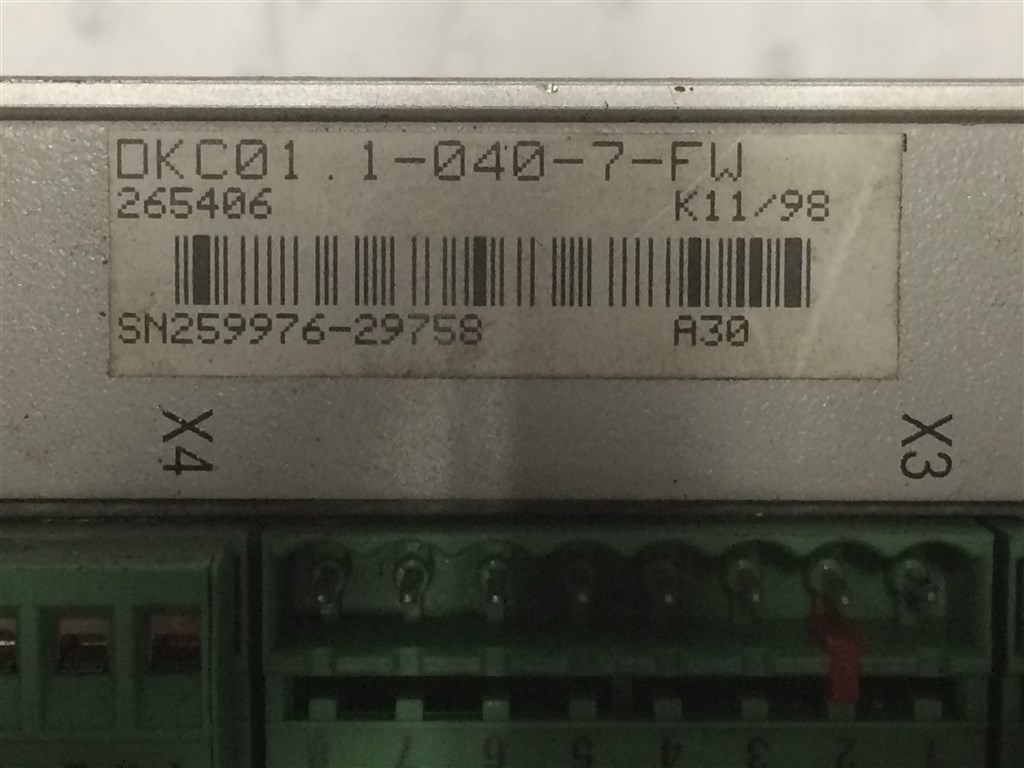 DKC01.1-040-7-FW
265406 K11/98
SN259976-29758 A30
X4 X3
8 7 6 5 4 3 2 1